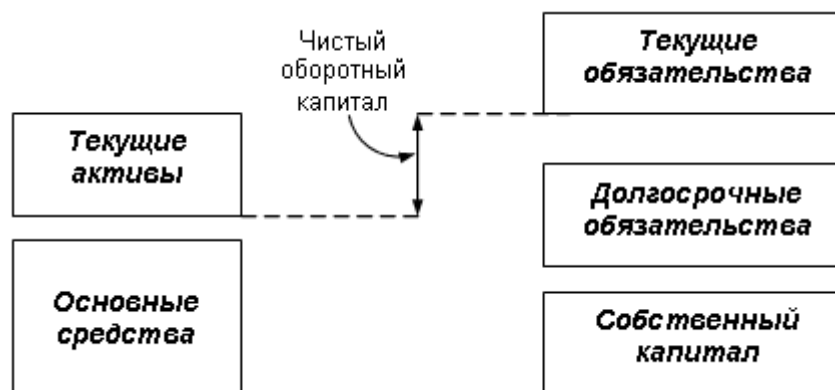 Чистый
оборотный
капитал
Текущие
обязательства
Текущие
активы
Долгосрочные
обязательства
Основные
средства
Собственный
капитал